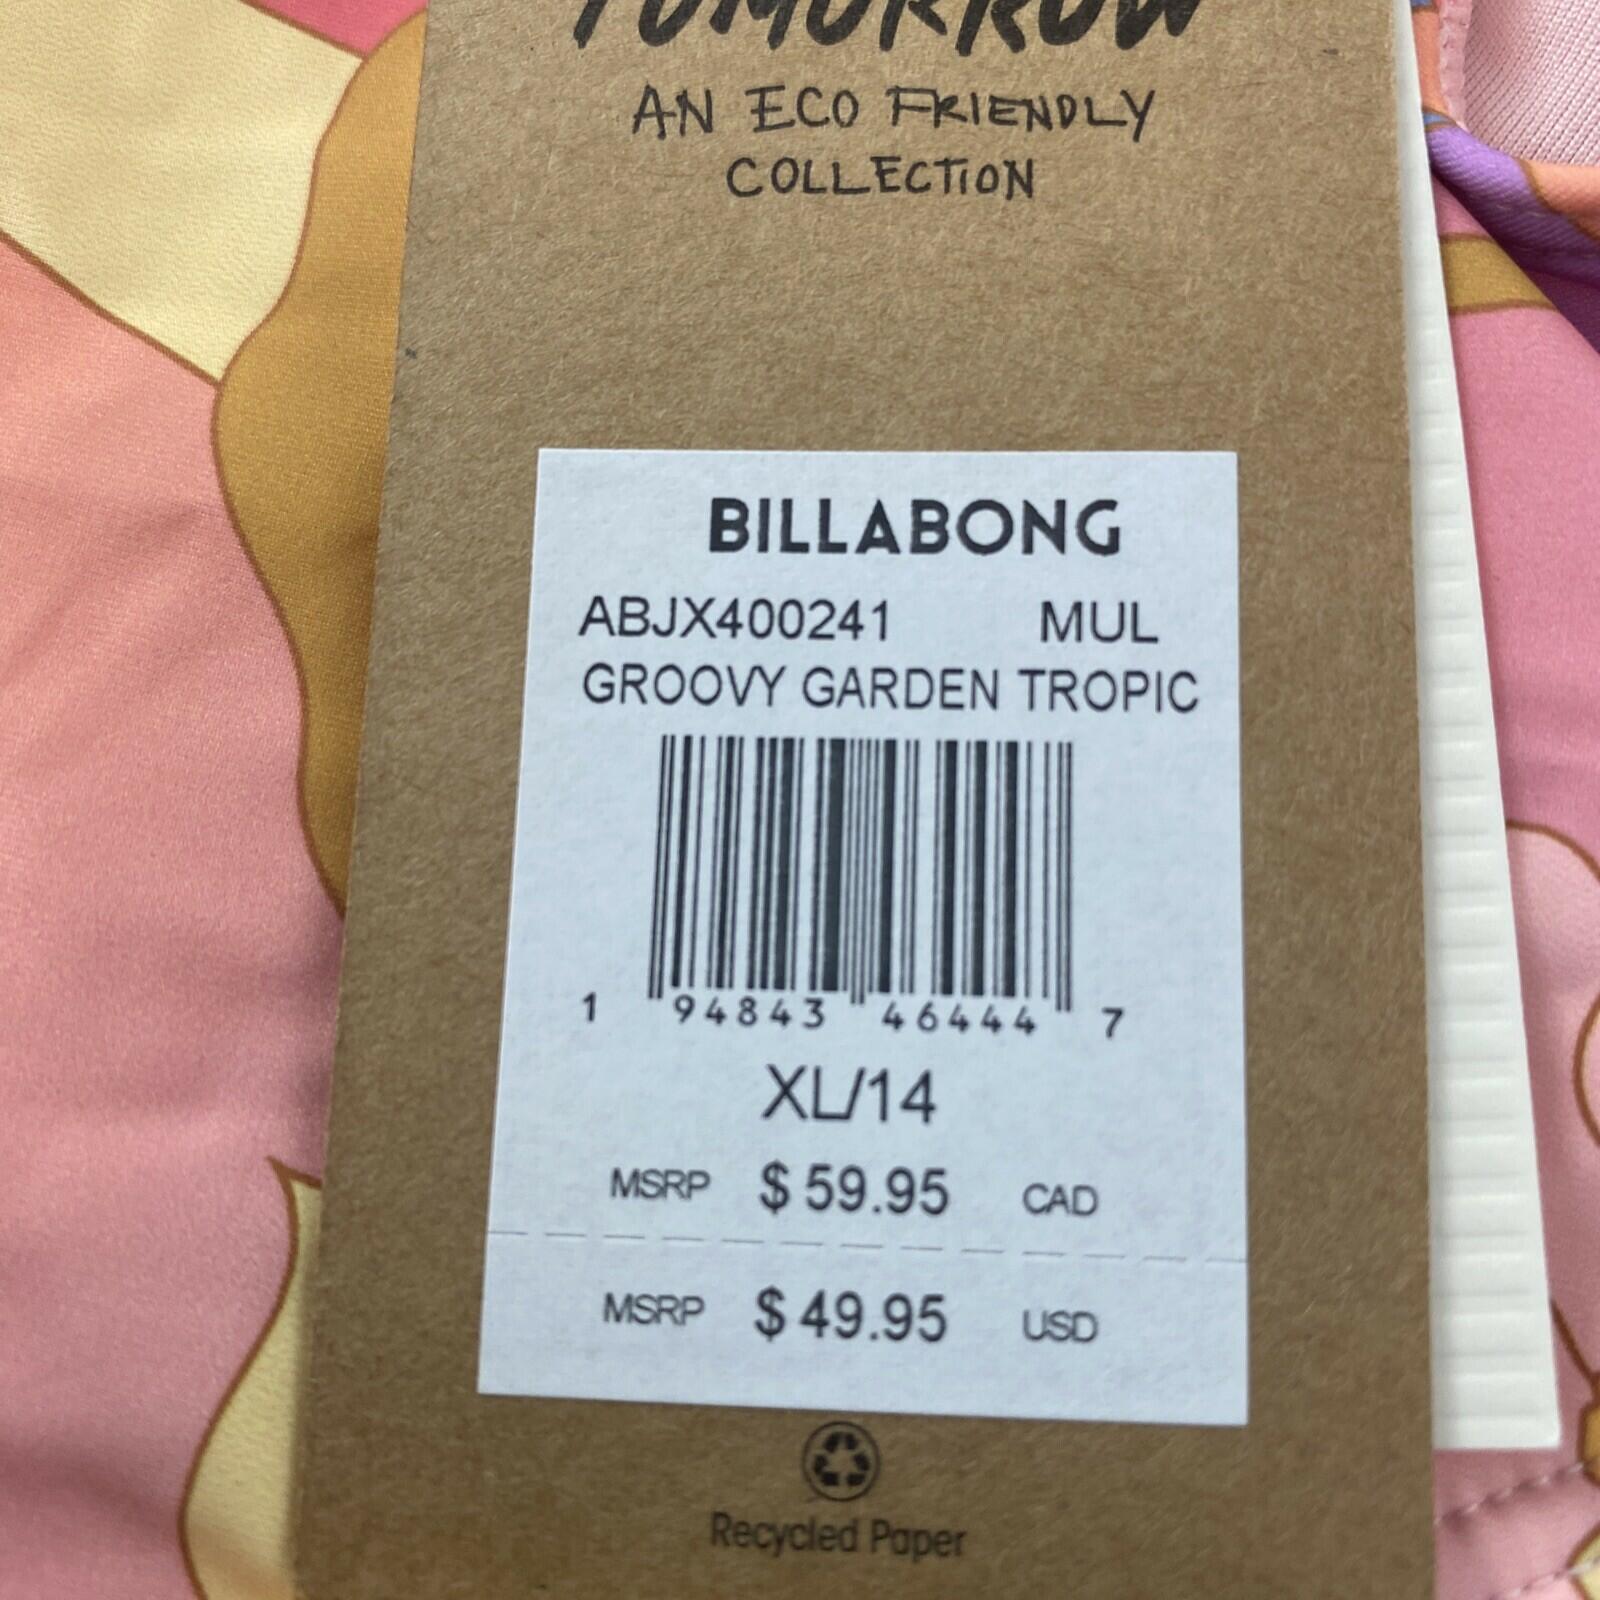 TOMORROW
AN ECO FRIENDLY
COLLECTION
BILLABONG
ABJX400241 MUL
GROOVY GARDEN TROPIC
1 94843 46444 7
XL/14
MSRP $ 59.95 CAD
MSRP $ 49.95 USD
Recycled Paper